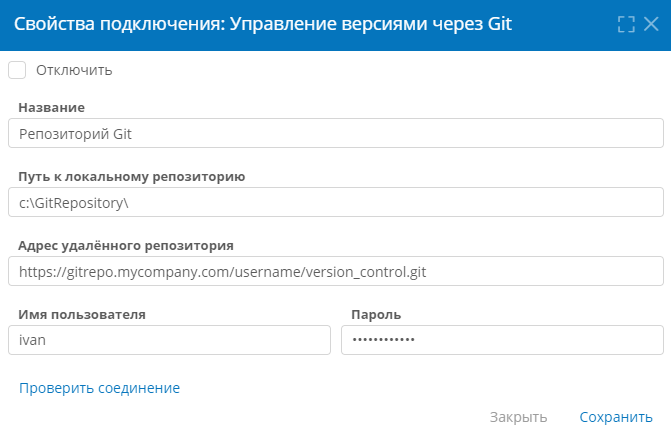 Свойства подключения: Управление версиями через Git
Отключить
Название
Репозиторий Git
Путь к локальному репозиторию
c:\GitRepository\
Адрес удалённого репозитория
https://gitrepo.mycompany.com/username/version_control.git
Имя пользователя Пароль
ivan ••••••••••••
Проверить соединение
Закрыть Сохранить